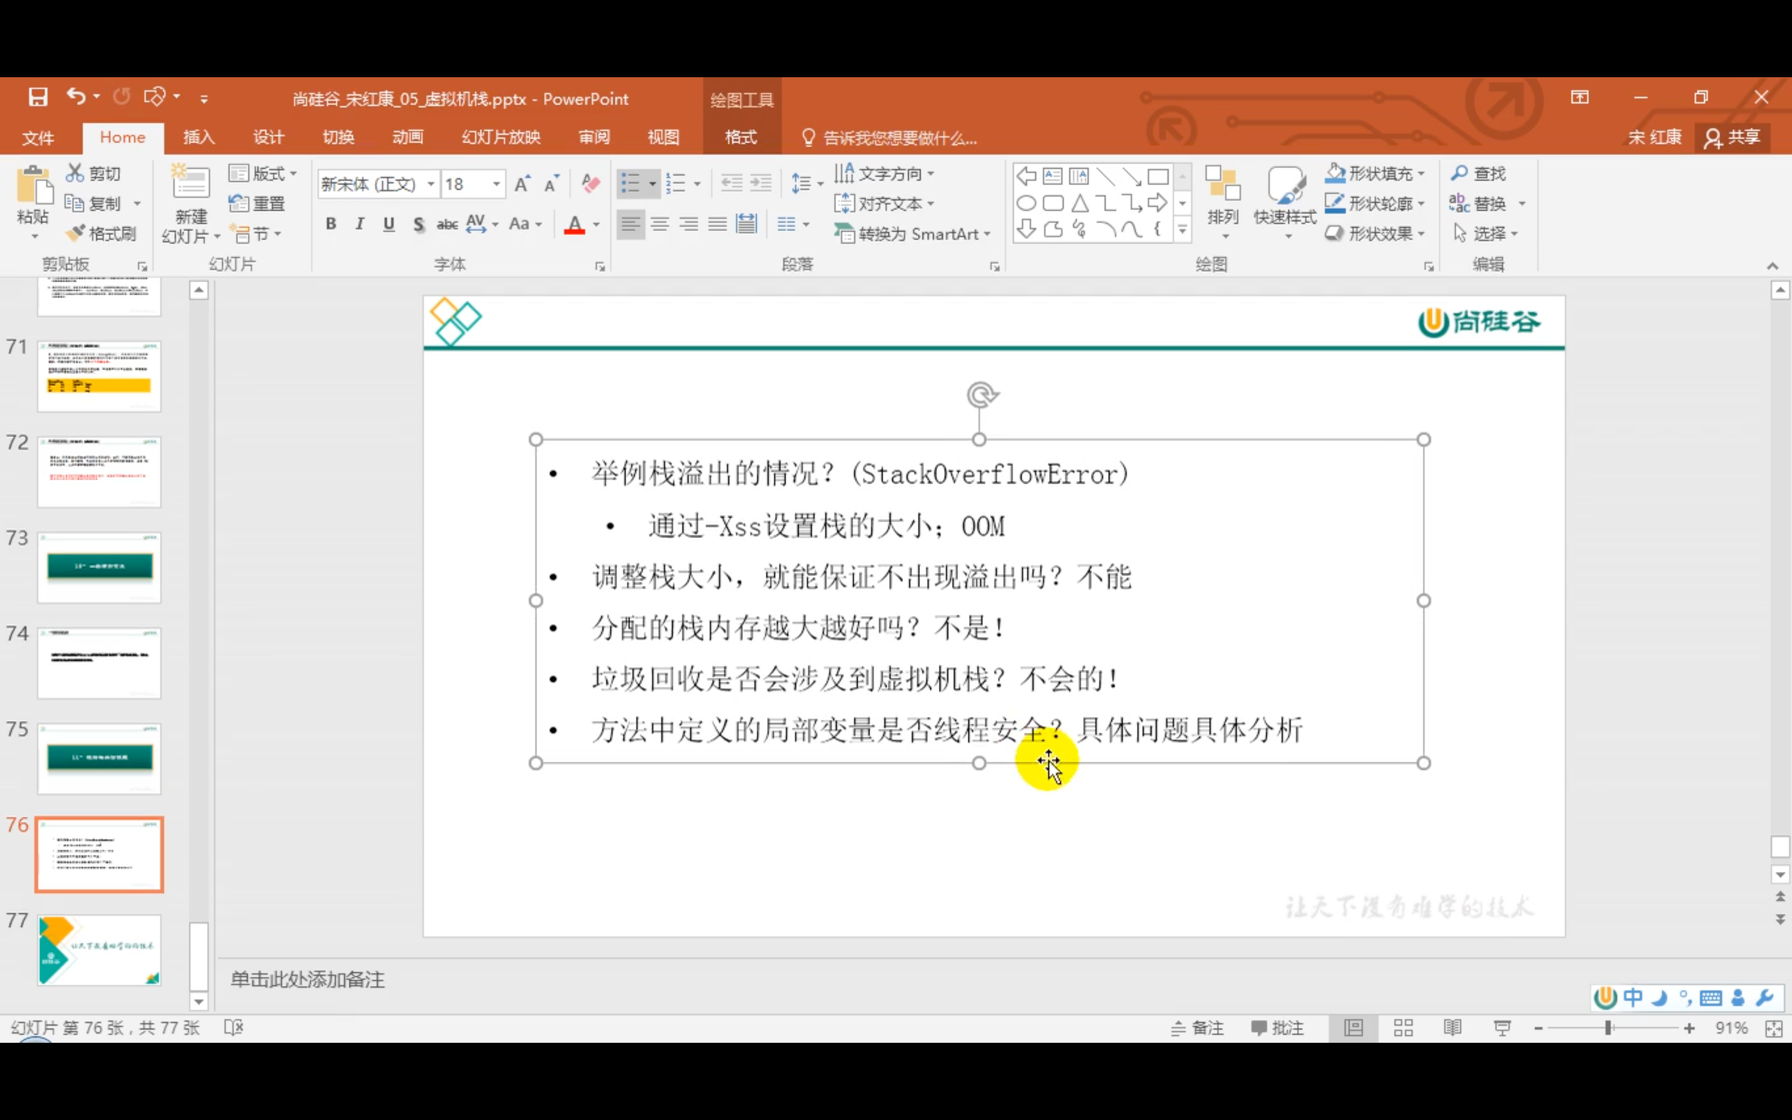 尚硅谷_宋红康_05_虚拟机栈.pptx - PowerPoint
绘图工具
文件 Home 插入 设计 切换 动画 幻灯片放映 审阅 视图 格式 告诉我您想要做什么... 宋 红康 共享
粘贴 剪切 复制 格式刷 剪贴板
新建 幻灯片 版式 重置 节 幻灯片
新宋体 (正文) 18
B I U S abc AV Aa A 字体
文字方向 对齐文本 转换为 SmartArt 段落
排列 快速样式 形状填充 形状轮廓 形状效果 绘图
查找 替换 选择 编辑
71
72
73
74
75
76
77
尚硅谷
• 举例栈溢出的情况？(StackOverflowError)
• 通过-Xss设置栈的大小；OOM
• 调整栈大小，就能保证不出现溢出吗？不能
• 分配的栈内存越大越好吗？不是！
• 垃圾回收是否会涉及到虚拟机栈？不会的！
• 方法中定义的局部变量是否线程安全？具体问题具体分析
让天下没有难学的技术
单击此处添加备注
中
幻灯片 第 76 张，共 77 张 备注 批注 91%